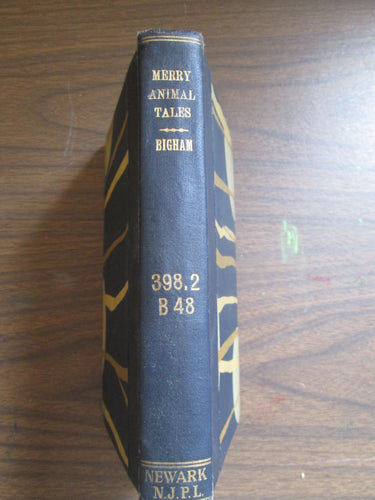 MERRY
ANIMAL
TALES
BIGHAM
398.2
B 48
NEWARK
N.J.P.L.